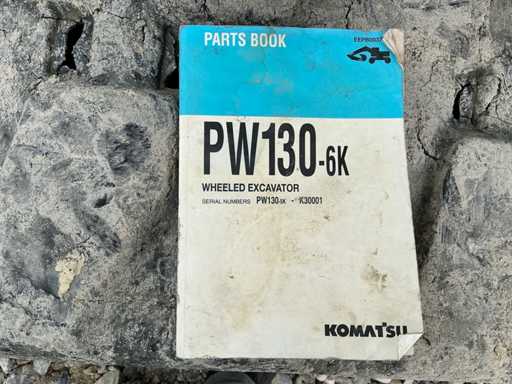 PARTS BOOK
PW130-6K
WHEELED EXCAVATOR
SERIAL NUMBERS PW130-6K - K30001
KOMATSU